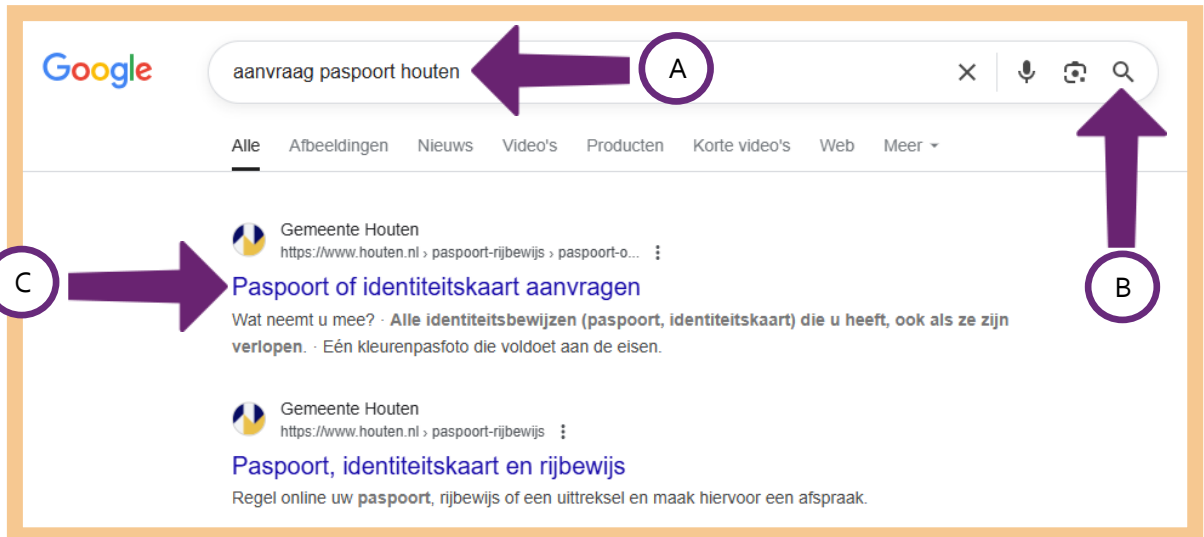 Google
aanvraag paspoort houten
A
Alle Afbeeldingen Nieuws Video's Producten Korte video's Web Meer
Gemeente Houten
https://www.houten.nl › paspoort-rijbewijs › paspoort-o...
C
Paspoort of identiteitskaart aanvragen
B
Wat neemt u mee? · Alle identiteitsbewijzen (paspoort, identiteitskaart) die u heeft, ook als ze zijn
verlopen. · Eén kleurenpasfoto die voldoet aan de eisen.
Gemeente Houten
https://www.houten.nl › paspoort-rijbewijs
Paspoort, identiteitskaart en rijbewijs
Regel online uw paspoort, rijbewijs of een uittreksel en maak hiervoor een afspraak.